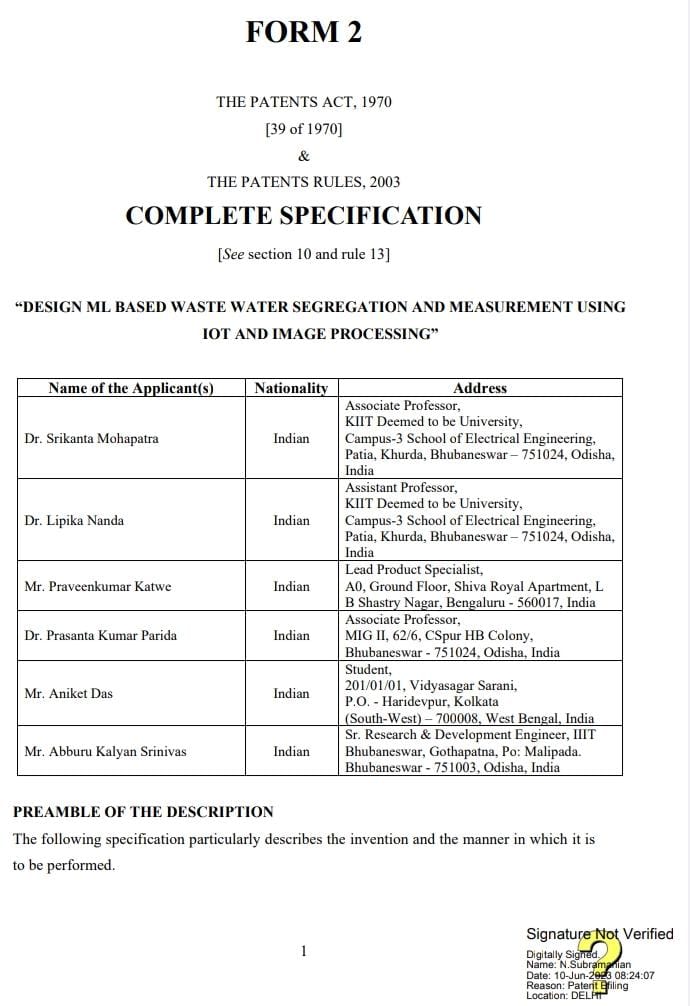 FORM 2
THE PATENTS ACT, 1970
[39 of 1970]
&
THE PATENTS RULES, 2003
COMPLETE SPECIFICATION
[See section 10 and rule 13]
“DESIGN ML BASED WASTE WATER SEGREGATION AND MEASUREMENT USING
IOT AND IMAGE PROCESSING”
Name of the Applicant(s) Nationality Address
Dr. Srikanta Mohapatra Indian Associate Professor,
KIIT Deemed to be University,
Campus-3 School of Electrical Engineering,
Patia, Khurda, Bhubaneswar – 751024, Odisha,
India
Dr. Lipika Nanda Indian Assistant Professor,
KIIT Deemed to be University,
Campus-3 School of Electrical Engineering,
Patia, Khurda, Bhubaneswar – 751024, Odisha,
India
Mr. Praveenkumar Katwe Indian Lead Product Specialist,
A0, Ground Floor, Shiva Royal Apartment, L
B Shastry Nagar, Bengaluru - 560017, India
Dr. Prasanta Kumar Parida Indian Associate Professor,
MIG II, 62/6, CSpur HB Colony,
Bhubaneswar - 751024, Odisha, India
Mr. Aniket Das Indian Student,
201/01/01, Vidyasagar Sarani,
P.O. - Haridevpur, Kolkata
(South-West) – 700008, West Bengal, India
Mr. Abburu Kalyan Srinivas Indian Sr. Research & Development Engineer, IIIT
Bhubaneswar, Gothapatna, Po: Malipada.
Bhubaneswar - 751003, Odisha, India
PREAMBLE OF THE DESCRIPTION
The following specification particularly describes the invention and the manner in which it is
to be performed.
1
Signature Not Verified
Digitally Signed.
Name: N.Subramanian
Date: 10-Jun-2023 08:24:07
Reason: Patent Efiling
Location: DELHI